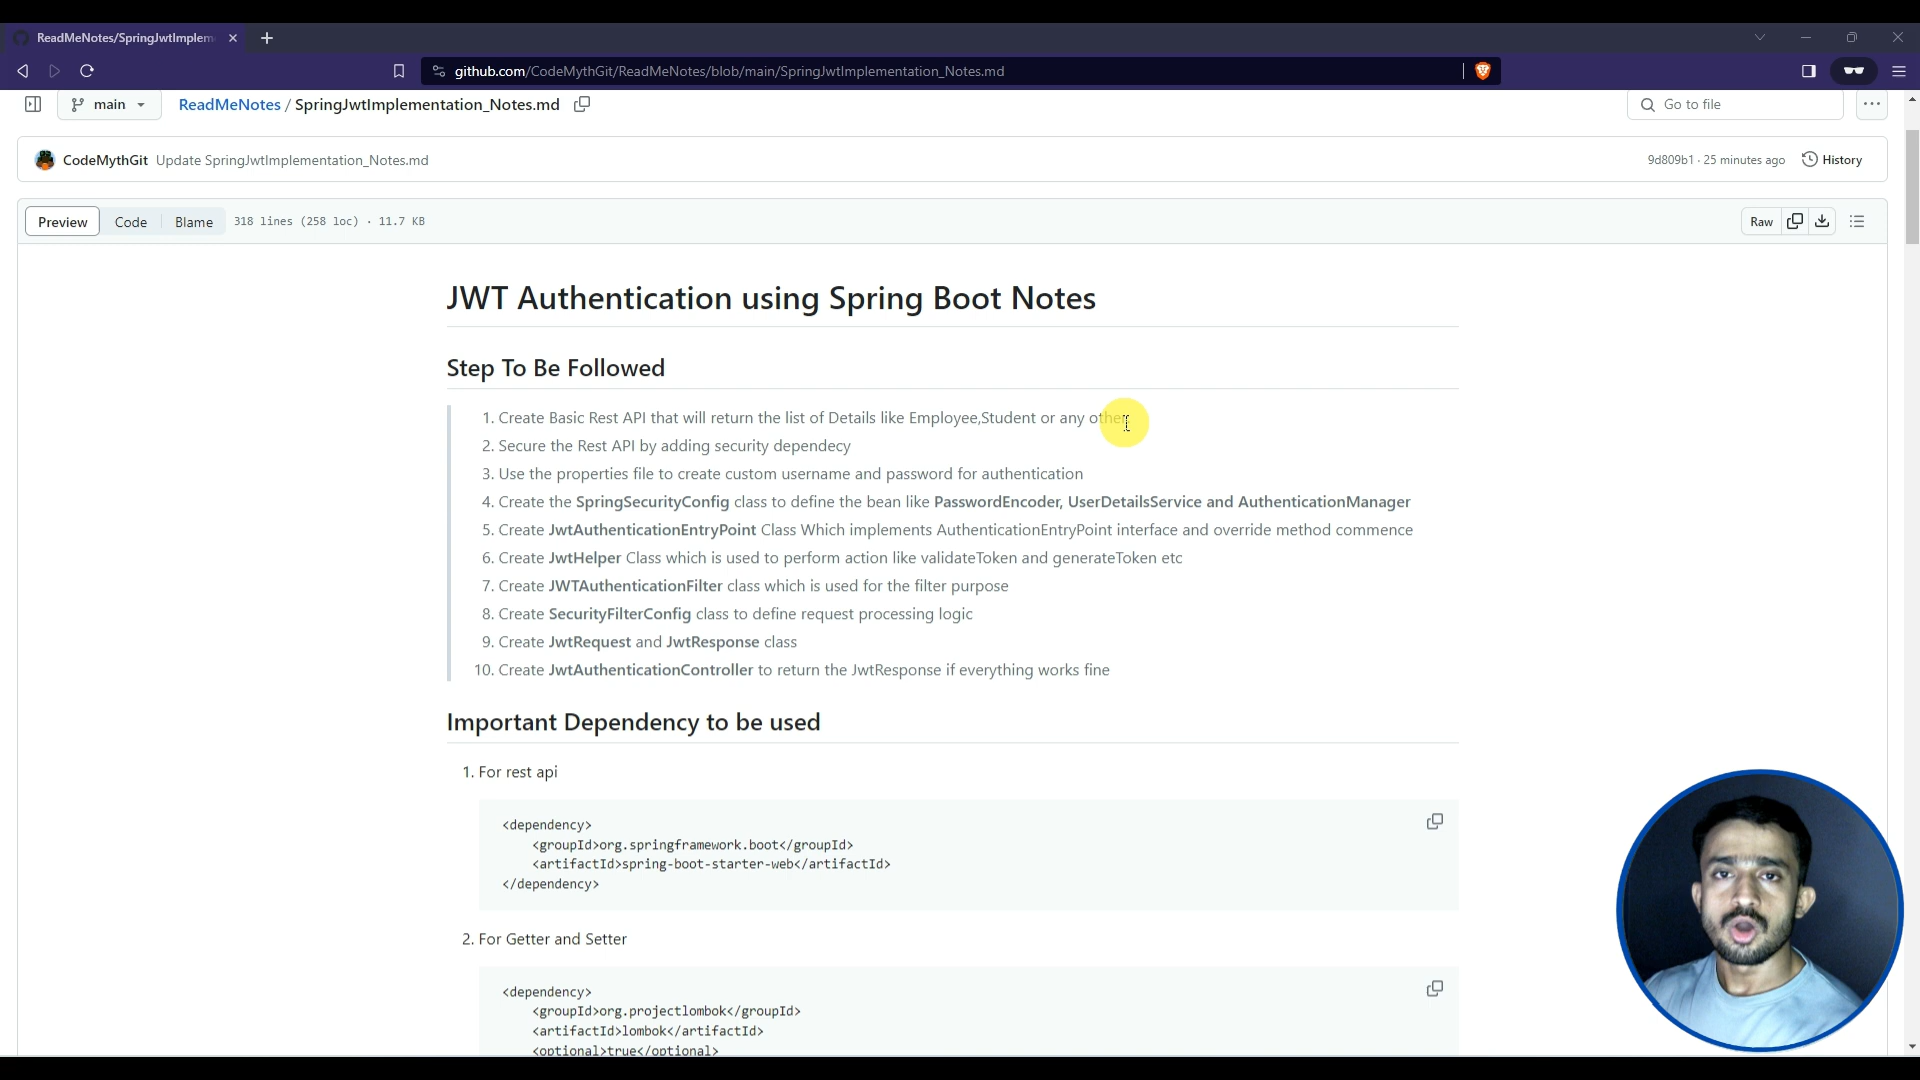 ReadMeNotes/SpringJwtImplem
github.com/CodeMythGit/ReadMeNotes/blob/main/SpringJwtImplementation_Notes.md
main
ReadMeNotes / SpringJwtImplementation_Notes.md
Go to file
CodeMythGit Update SpringJwtImplementation_Notes.md
9d809b1 · 25 minutes ago
History
Preview
Code
Blame
318 lines (258 loc) · 11.7 KB
Raw
JWT Authentication using Spring Boot Notes
Step To Be Followed
1. Create Basic Rest API that will return the list of Details like Employee,Student or any other
2. Secure the Rest API by adding security dependecy
3. Use the properties file to create custom username and password for authentication
4. Create the SpringSecurityConfig class to define the bean like PasswordEncoder, UserDetailsService and AuthenticationManager
5. Create JwtAuthenticationEntryPoint Class Which implements AuthenticationEntryPoint interface and override method commence
6. Create JwtHelper Class which is used to perform action like validateToken and generateToken etc
7. Create JWTAuthenticationFilter class which is used for the filter purpose
8. Create SecurityFilterConfig class to define request processing logic
9. Create JwtRequest and JwtResponse class
10. Create JwtAuthenticationController to return the JwtResponse if everything works fine
Important Dependency to be used
1. For rest api
<dependency>
<groupId>org.springframework.boot</groupId>
<artifactId>spring-boot-starter-web</artifactId>
</dependency>
2. For Getter and Setter
<dependency>
<groupId>org.projectlombok</groupId>
<artifactId>lombok</artifactId>
<optional>true</optional>